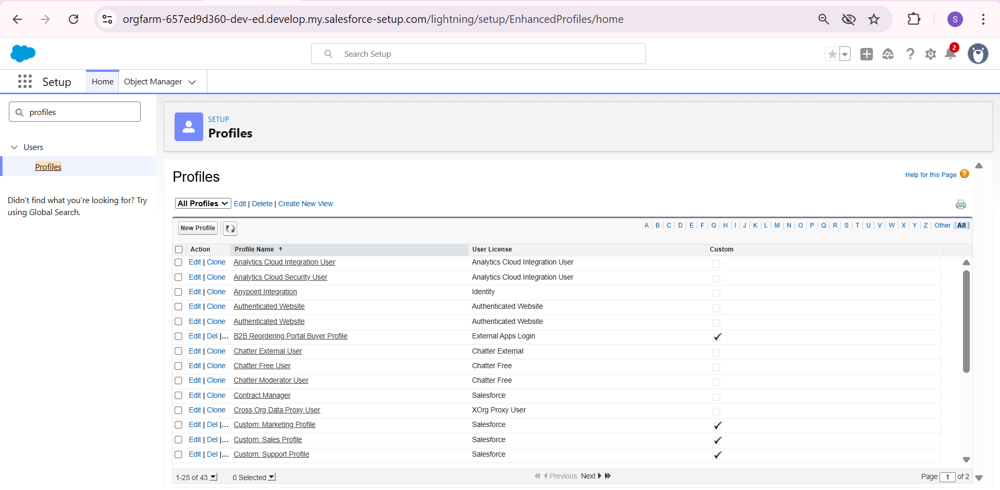 orgfarm-657ed9d360-dev-ed.develop.my.salesforce-setup.com/lightning/setup/EnhancedProfiles/home
S
Search Setup
2
Setup
Home
Object Manager
profiles
Users
Profiles
Didn't find what you're looking for? Try
using Global Search.
SETUP
Profiles
Profiles
Help for this Page ?
All Profiles
Edit | Delete | Create New View
New Profile
A | B | C | D | E | F | G | H | I | J | K | L | M | N | O | P | Q | R | S | T | U | V | W | X | Y | Z | Other | All
Action Profile Name ↑ User License Custom
Edit | Clone Analytics Cloud Integration User Analytics Cloud Integration User
Edit | Clone Analytics Cloud Security User Analytics Cloud Integration User
Edit | Clone Anypoint Integration Identity
Edit | Clone Authenticated Website Authenticated Website
Edit | Clone Authenticated Website Authenticated Website
Edit | Del |... B2B Reordering Portal Buyer Profile External Apps Login ✓
Edit | Clone Chatter External User Chatter External
Edit | Clone Chatter Free User Chatter Free
Edit | Clone Chatter Moderator User Chatter Free
Edit | Clone Contract Manager Salesforce
Edit | Clone Cross Org Data Proxy User XOrg Proxy User
Edit | Del |... Custom: Marketing Profile Salesforce ✓
Edit | Del |... Custom: Sales Profile Salesforce ✓
Edit | Del |... Custom: Support Profile Salesforce ✓
1-25 of 43 0 Selected Previous Next Page 1 of 2